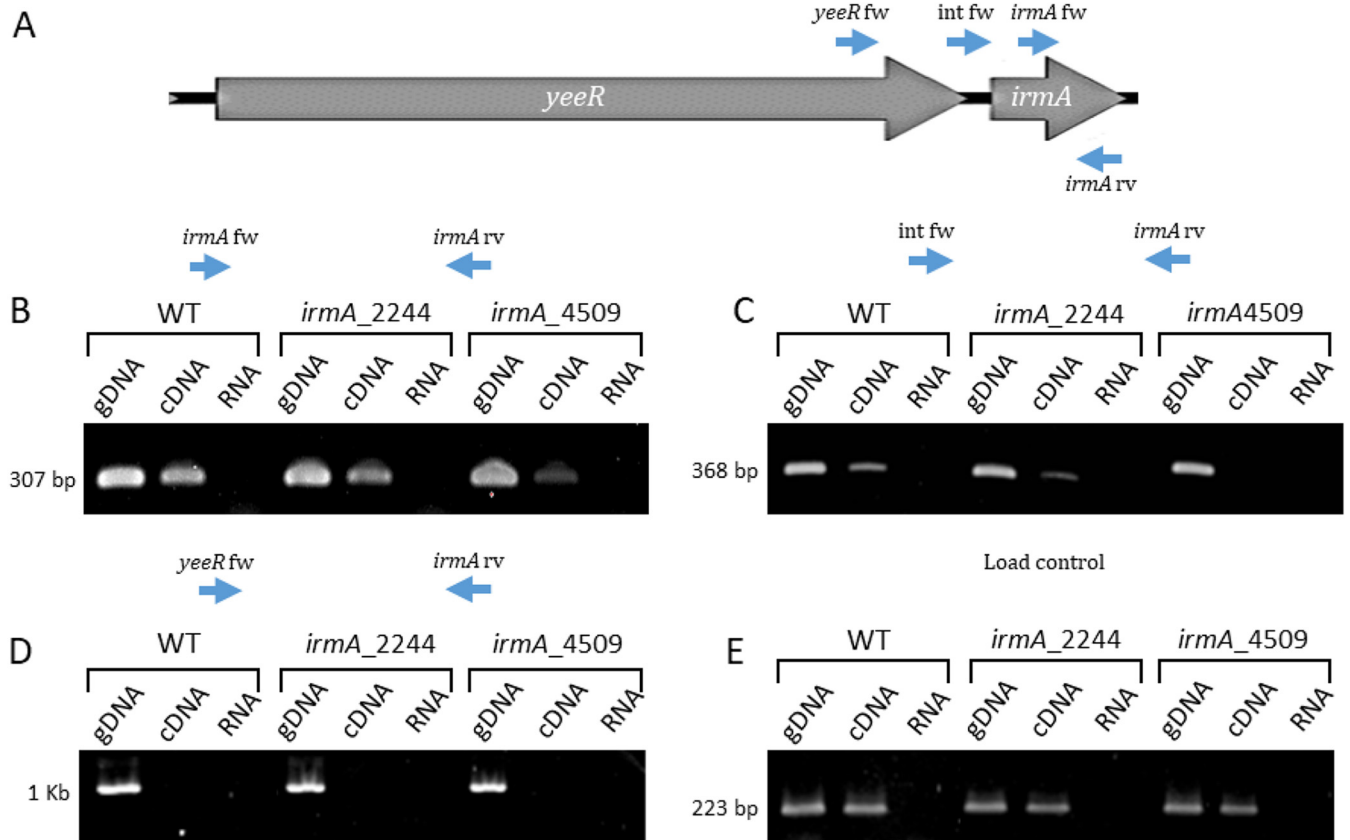 A
yeeR fw int fw irmA fw
yeeR irmA
irmA rv
irmA fw irmA rv
B WT irmA_2244 irmA_4509
gDNA cDNA RNA gDNA cDNA RNA gDNA cDNA RNA
307 bp
int fw irmA rv
C WT irmA_2244 irmA4509
gDNA cDNA RNA gDNA cDNA RNA gDNA cDNA RNA
368 bp
yeeR fw irmA rv
D WT irmA_2244 irmA_4509
gDNA cDNA RNA gDNA cDNA RNA gDNA cDNA RNA
1 Kb
Load control
E WT irmA_2244 irmA_4509
gDNA cDNA RNA gDNA cDNA RNA gDNA cDNA RNA
223 bp